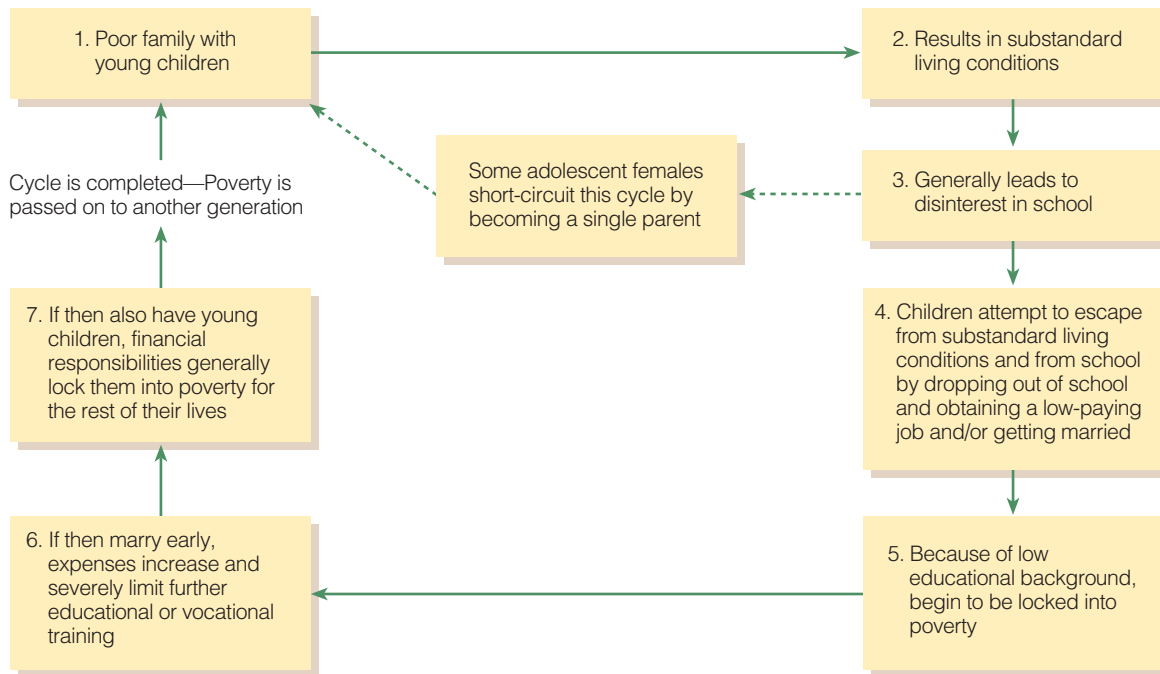 1. Poor family with
young children
2. Results in substandard
living conditions
3. Generally leads to
disinterest in school
Some adolescent females
short-circuit this cycle by
becoming a single parent
4. Children attempt to escape
from substandard living
conditions and from school
by dropping out of school
and obtaining a low-paying
job and/or getting married
5. Because of low
educational background,
begin to be locked into
poverty
6. If then marry early,
expenses increase and
severely limit further
educational or vocational
training
7. If then also have young
children, financial
responsibilities generally
lock them into poverty for
the rest of their lives
Cycle is completed—Poverty is
passed on to another generation